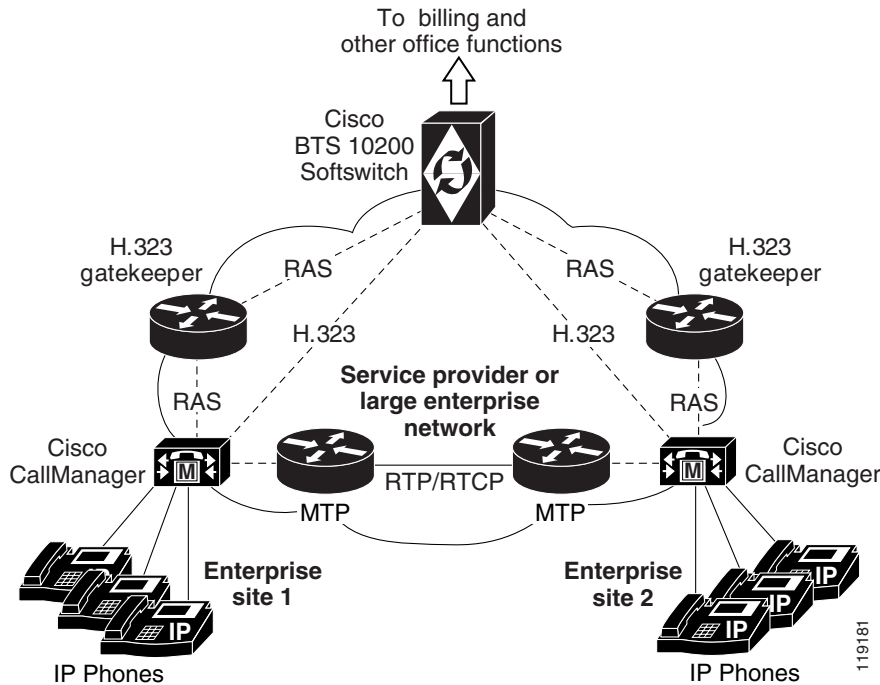 To billing and
other office functions
Cisco
BTS 10200
Softswitch
H.323
gatekeeper
H.323
gatekeeper
RAS
RAS
H.323
H.323
Service provider or
large enterprise
network
RAS
RAS
Cisco
CallManager
M
M
Cisco
CallManager
RTP/RTCP
MTP
MTP
Enterprise
site 1
Enterprise
site 2
IP
IP
IP
IP
IP Phones
IP Phones
119181